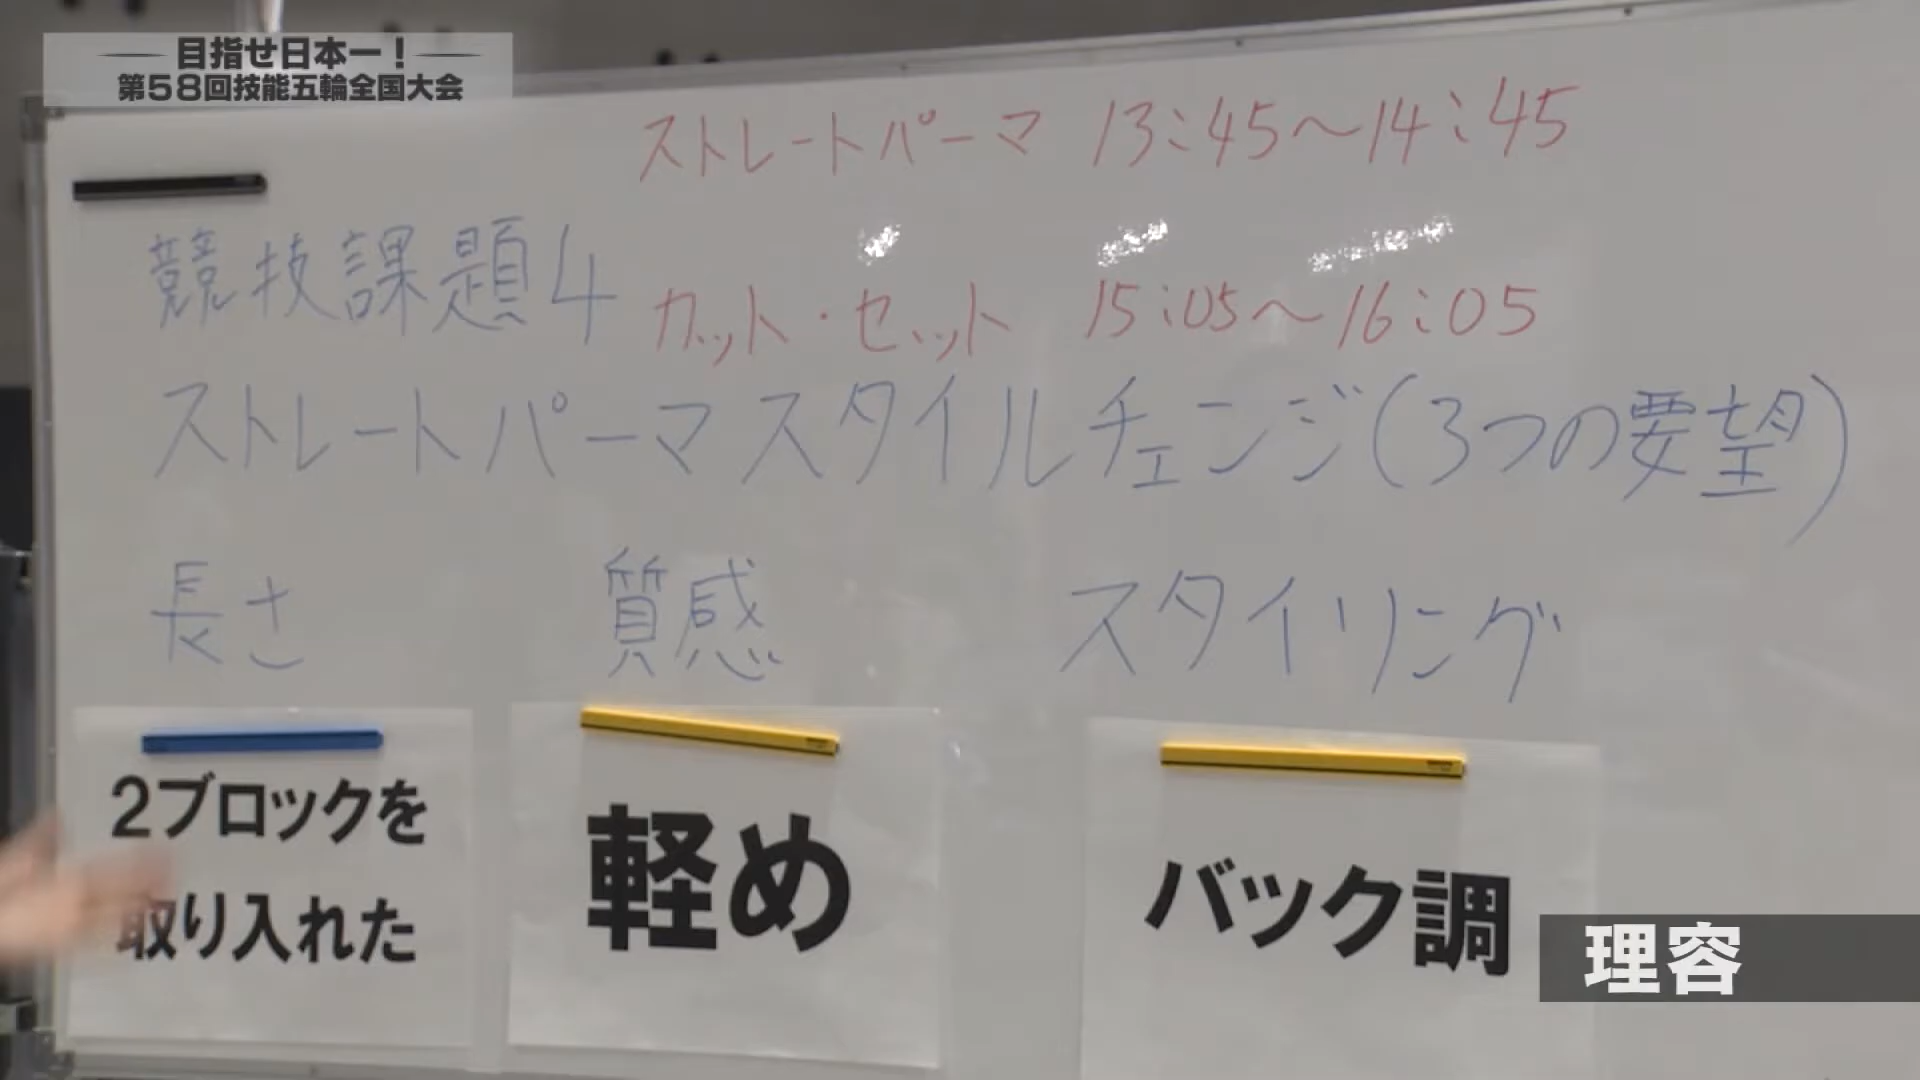 目指せ日本一！
第58回技能五輪全国大会
ストレートパーマ 13:45～14:45
競技課題4
カット・セット 15:05～16:05
ストレートパーマスタイルチェンジ(3つの要望)
長さ 質感 スタイリング
2ブロックを
取り入れた
軽め
バック調
理容